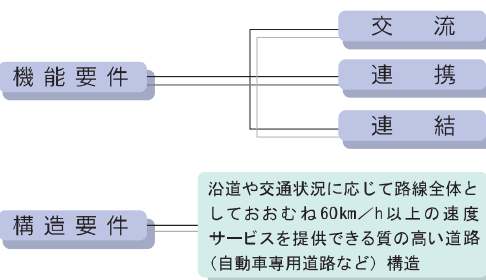 交　流
機能要件
連　携
連　結
構造要件
沿道や交通状況に応じて路線全体と
しておおむね60km／h以上の速度
サービスを提供できる質の高い道路
（自動車専用道路など）構造